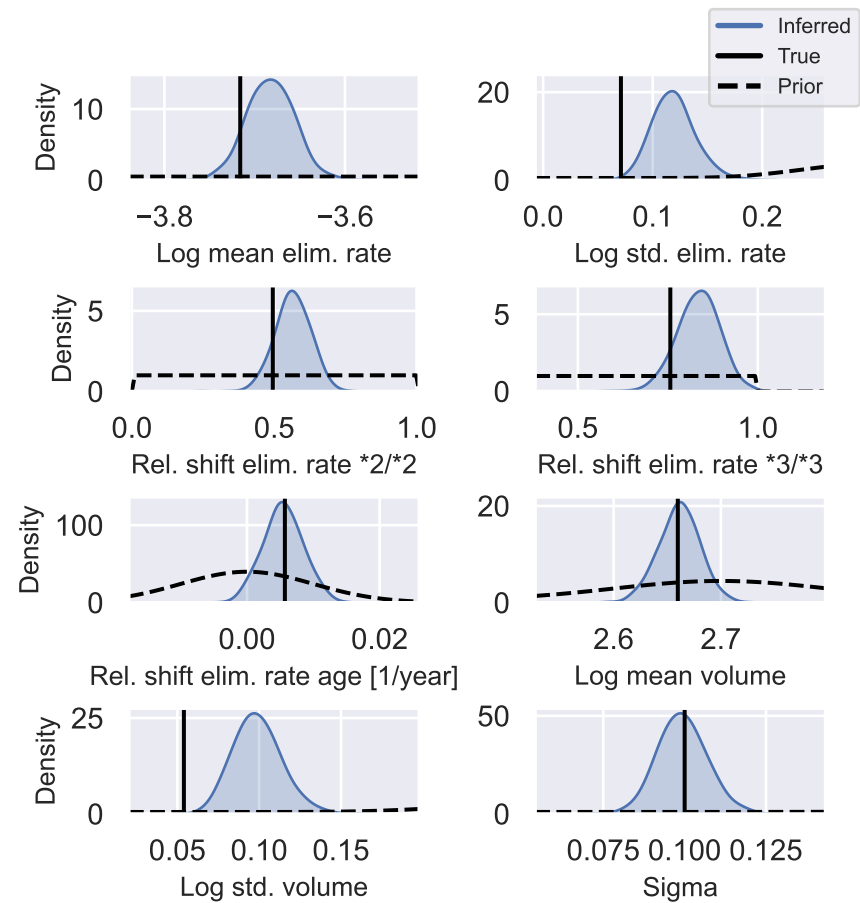 Inferred
True
Prior
Density
10
0
20
0
−3.8
−3.6
0.0
0.1
0.2
Log mean elim. rate
Log std. elim. rate
Density
5
0
5
0
0.0
0.5
1.0
0.5
1.0
Rel. shift elim. rate *2/*2
Rel. shift elim. rate *3/*3
Density
100
0
20
0
0.00
0.02
2.6
2.7
Rel. shift elim. rate age [1/year]
Log mean volume
Density
25
0
50
0
0.05
0.10
0.15
0.075
0.100
0.125
Log std. volume
Sigma